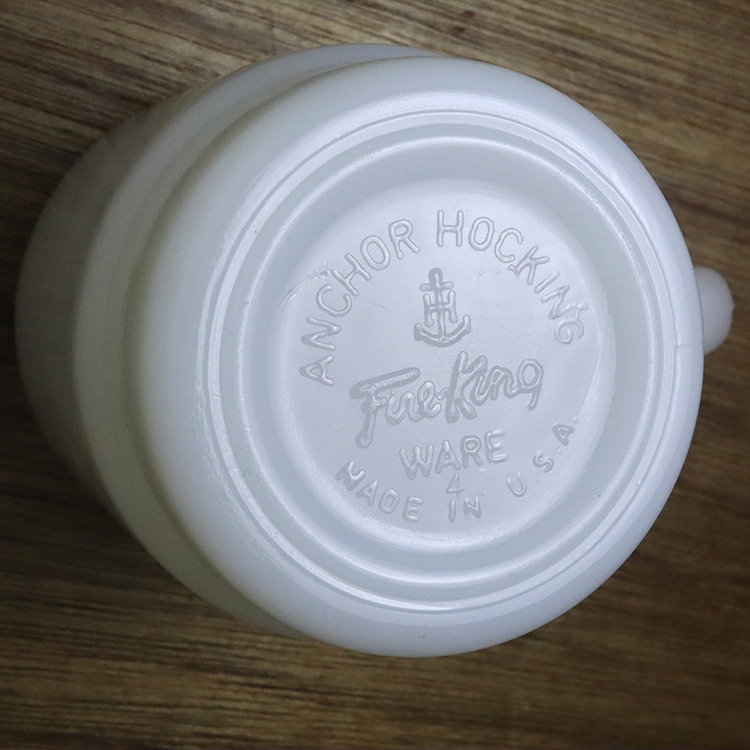 ANCHOR HOCKING
Fire-King
WARE
4
MADE IN U.S.A.